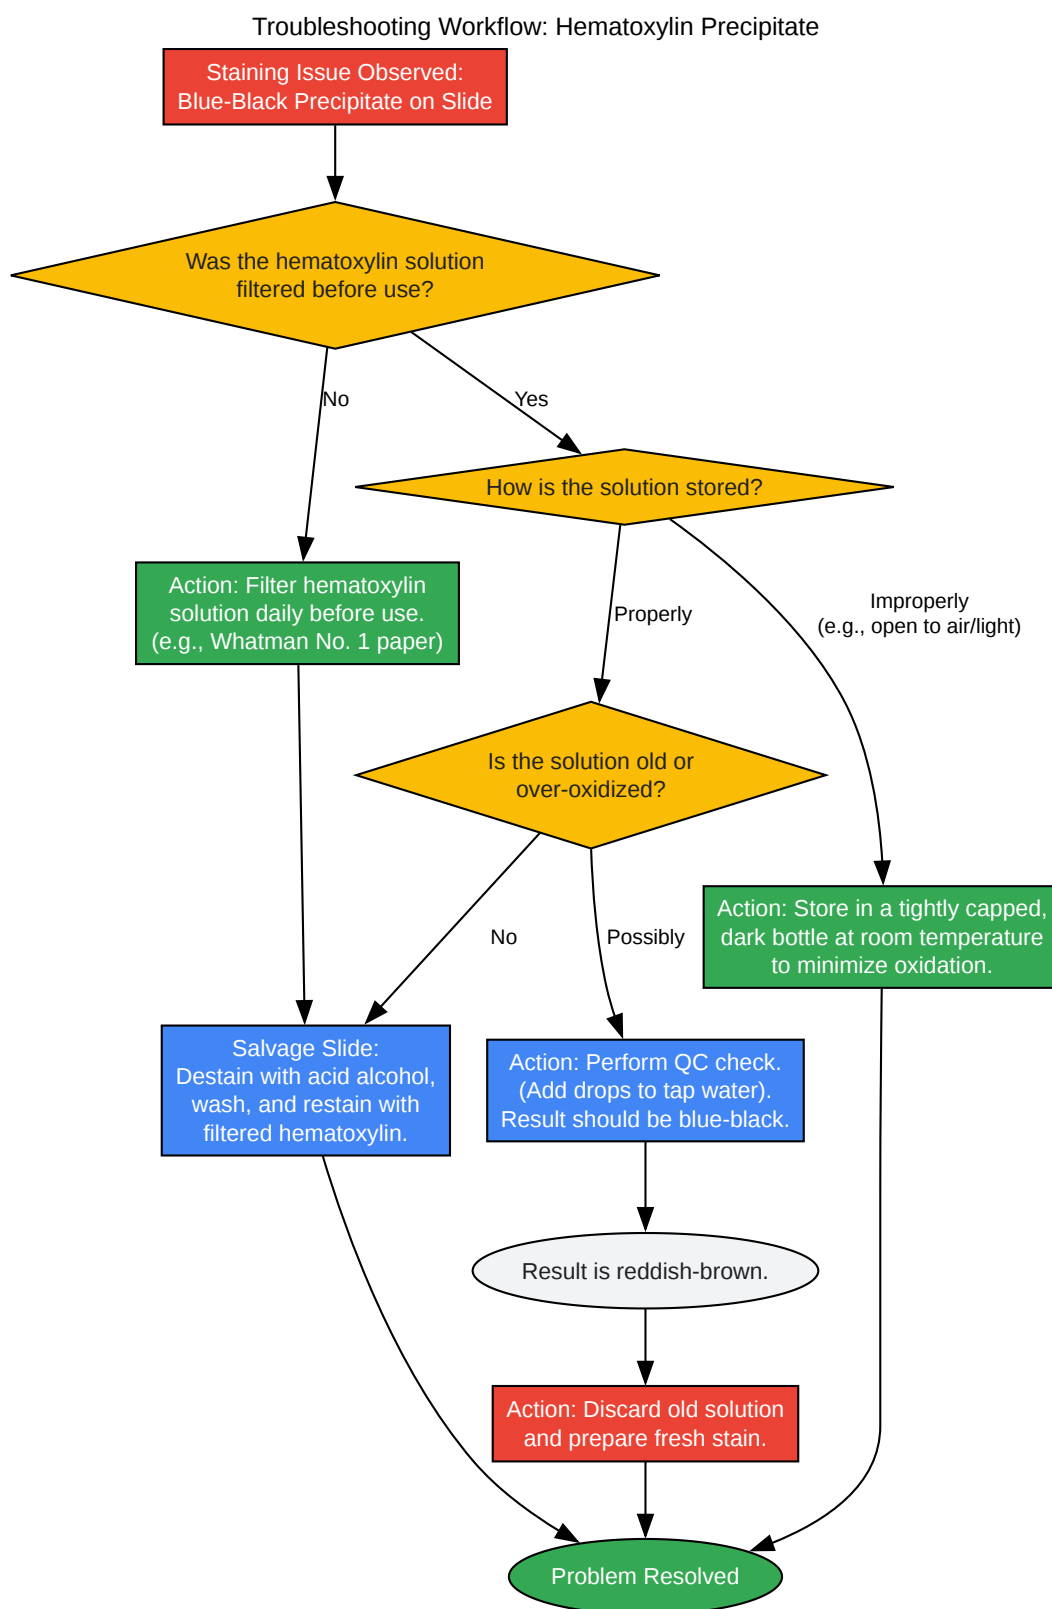 Troubleshooting Workflow: Hematoxylin Precipitate
Staining Issue Observed:
Blue-Black Precipitate on Slide
Was the hematoxylin solution
filtered before use?
No
Yes
How is the solution stored?
Action: Filter hematoxylin
solution daily before use.
(e.g., Whatman No. 1 paper)
Properly
Improperly
(e.g., open to air/light)
Is the solution old or
over-oxidized?
No
Possibly
Action: Store in a tightly capped,
dark bottle at room temperature
to minimize oxidation.
Salvage Slide:
Destain with acid alcohol,
wash, and restain with
filtered hematoxylin.
Action: Perform QC check.
(Add drops to tap water).
Result should be blue-black.
Result is reddish-brown.
Action: Discard old solution
and prepare fresh stain.
Problem Resolved